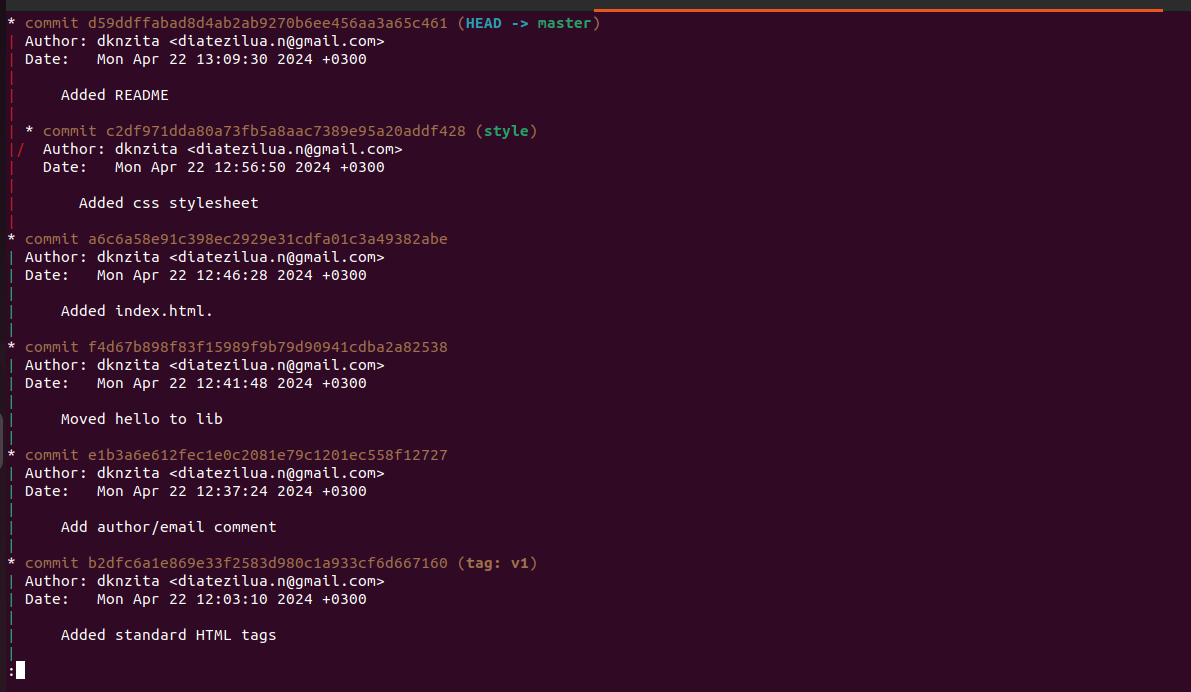 * commit d59ddffabad8d4ab2ab9270b6ee456aa3a65c461 (HEAD -> master)
| Author: dknzita <diatezilua.n@gmail.com>
| Date:   Mon Apr 22 13:09:30 2024 +0300
|
|     Added README
|
| * commit c2df971dda80a73fb5a8aac7389e95a20addf428 (style)
|/  Author: dknzita <diatezilua.n@gmail.com>
|   Date:   Mon Apr 22 12:56:50 2024 +0300
|
|       Added css stylesheet
|
* commit a6c6a58e91c398ec2929e31cdfa01c3a49382abe
| Author: dknzita <diatezilua.n@gmail.com>
| Date:   Mon Apr 22 12:46:28 2024 +0300
|
|     Added index.html.
|
* commit f4d67b898f83f15989f9b79d90941cdba2a82538
| Author: dknzita <diatezilua.n@gmail.com>
| Date:   Mon Apr 22 12:41:48 2024 +0300
|
|     Moved hello to lib
|
* commit e1b3a6e612fec1e0c2081e79c1201ec558f12727
| Author: dknzita <diatezilua.n@gmail.com>
| Date:   Mon Apr 22 12:37:24 2024 +0300
|
|     Add author/email comment
|
* commit b2dfc6a1e869e33f2583d980c1a933cf6d667160 (tag: v1)
| Author: dknzita <diatezilua.n@gmail.com>
| Date:   Mon Apr 22 12:03:10 2024 +0300
|
|     Added standard HTML tags
|
: